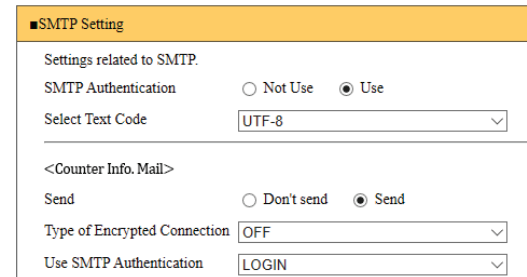 ■SMTP Setting
Settings related to SMTP.
SMTP Authentication Not Use Use
Select Text Code UTF-8
<Counter Info. Mail>
Send Don't send Send
Type of Encrypted Connection OFF
Use SMTP Authentication LOGIN